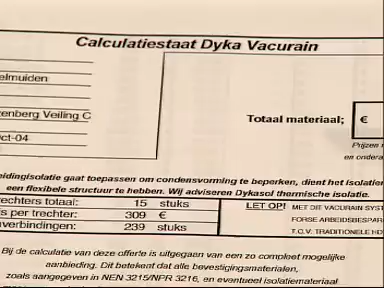 Calculatiestaat Dyka Vacurain
elmuiden
enberg Veiling C
ct-04
Totaal materiaal; €
Prijzen
en ondera
eidingisolatie gaat toepassen om condensvorming te beperken, dient het isolatie
een flexibele structuur te hebben. Wij adviseren Dykasol thermische isolatie.
rechters totaal: 15 stuks
s per trechter: 309 €
verbindingen: 239 stuks
LET OP! MET DIT VACURAIN SYST
FORSE ARBEIDSBESPAR
T.O.V. TRADITIONELE HD
Bij de calculatie van deze offerte is uitgegaan van een zo compleet mogelijke
aanbieding. Dit betekent dat alle bevestigingsmaterialen,
zoals aangegeven in NEN 3215/NPR 3216, en eventueel isolatiemateriaal